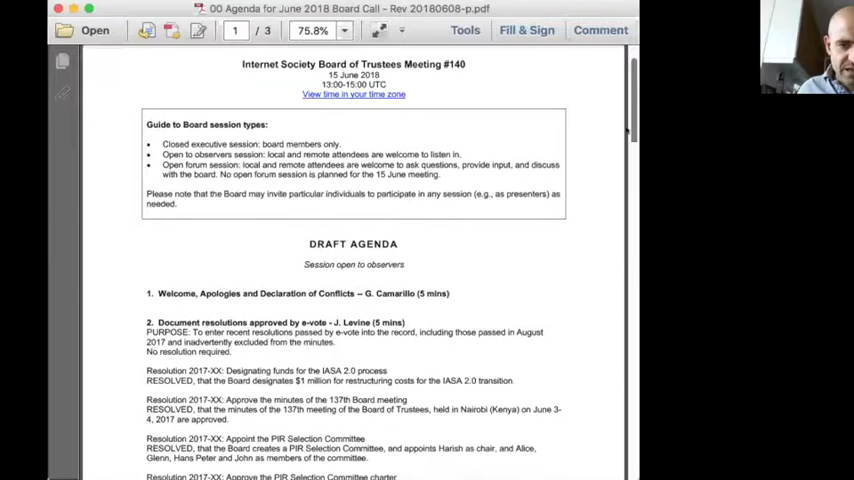 00 Agenda for June 2018 Board Call – Rev 20180608-p.pdf
Open
1 / 3
75.8%
Tools
Fill & Sign
Comment
Internet Society Board of Trustees Meeting #140
15 June 2018
13:00-15:00 UTC
View time in your time zone
Guide to Board session types:
• Closed executive session: board members only.
• Open to observers session: local and remote attendees are welcome to listen in.
• Open forum session: local and remote attendees are welcome to ask questions, provide input, and discuss
with the board. No open forum session is planned for the 15 June meeting.
Please note that the Board may invite particular individuals to participate in any session (e.g., as presenters) as
needed.
DRAFT AGENDA
Session open to observers
1. Welcome, Apologies and Declaration of Conflicts – G. Camarillo (5 mins)
2. Document resolutions approved by e-vote - J. Levine (5 mins)
PURPOSE: To enter recent resolutions passed by e-vote into the record, including those passed in August
2017 and inadvertently excluded from the minutes.
No resolution required.
Resolution 2017-XX: Designating funds for the IASA 2.0 process
RESOLVED, that the Board designates $1 million for restructuring costs for the IASA 2.0 transition.
Resolution 2017-XX: Approve the minutes of the 137th Board meeting
RESOLVED, that the minutes of the 137th meeting of the Board of Trustees, held in Nairobi (Kenya) on June 3-
4, 2017 are approved.
Resolution 2017-XX: Appoint the PIR Selection Committee
RESOLVED, that the Board creates a PIR Selection Committee, and appoints Harish as chair, and Alice,
Glenn, Hans Peter and John as members of the committee.
Resolution 2017-XX: Approve the PIR Selection Committee charter